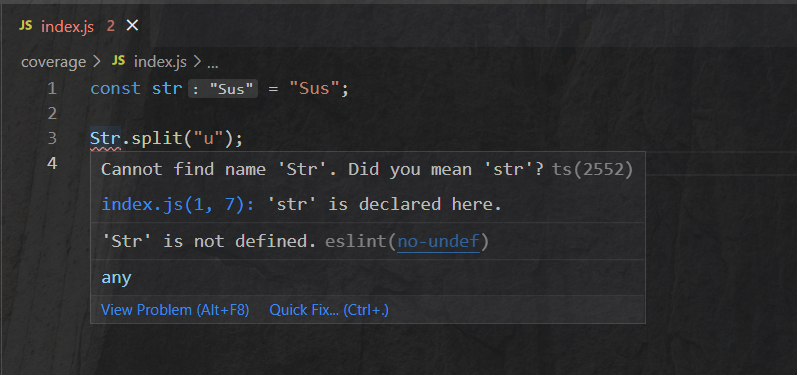 JS index.js 2 ×
coverage > JS index.js > ...
1 const str : "Sus" = "Sus";
2
3 Str.split("u");
4
Cannot find name 'Str'. Did you mean 'str'? ts(2552)
index.js(1, 7): 'str' is declared here.
'Str' is not defined. eslint(no-undef)
any
View Problem (Alt+F8) Quick Fix... (Ctrl+.)